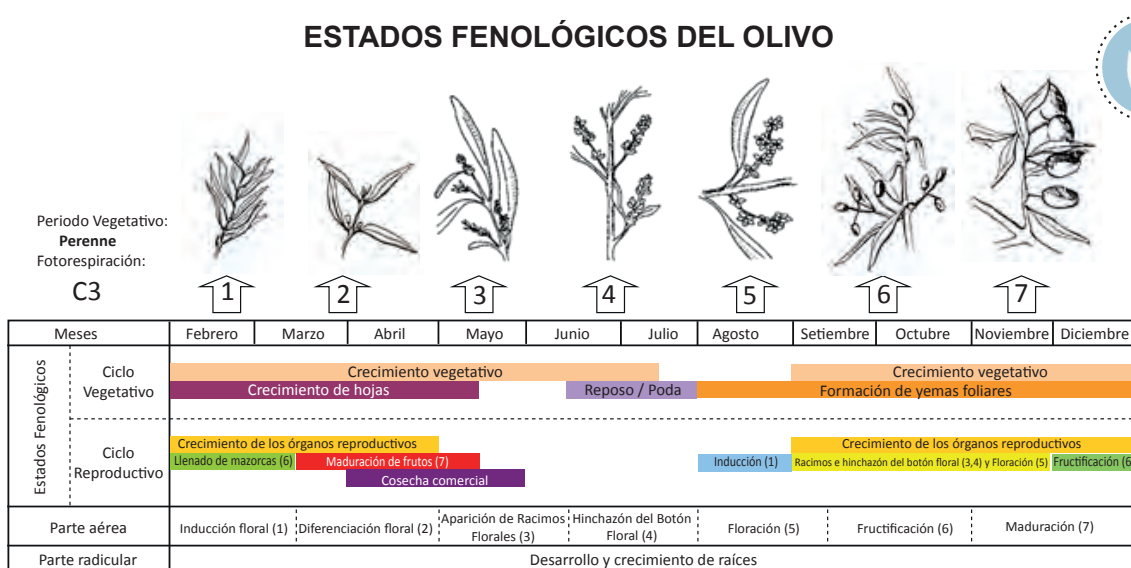 ESTADOS FENOLÓGICOS DEL OLIVO
Periodo Vegetativo:
Perenne
Fotorespiración:
C3
1 2 3 4 5 6 7
Meses Febrero Marzo Abril Mayo Junio Julio Agosto Setiembre Octubre Noviembre Diciembre
Estados Fenológicos
Ciclo
Vegetativo
Crecimiento vegetativo Crecimiento vegetativo
Crecimiento de hojas Reposo / Poda Formación de yemas foliares
Ciclo
Reproductivo
Crecimiento de los órganos reproductivos Crecimiento de los órganos reproductivos
Llenado de mazorcas (6) Maduración de frutos (7) Inducción (1) Racimos e hinchazón del botón floral (3,4) y Floración (5) Fructificación (6
Cosecha comercial
Parte aérea Inducción floral (1) Diferenciación floral (2) Aparición de Racimos Florales (3) Hinchazón del Botón Floral (4) Floración (5) Fructificación (6) Maduración (7)
Parte radicular Desarrollo y crecimiento de raíces